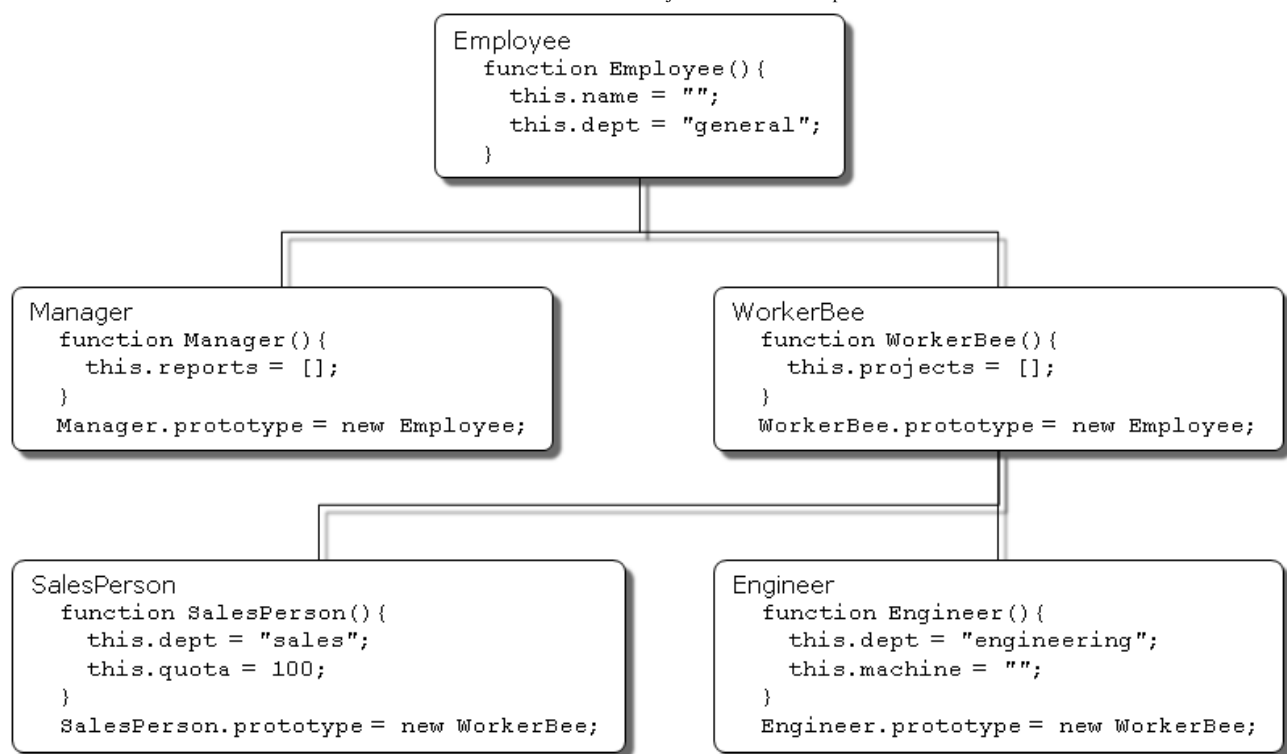 Employee
function Employee(){
this.name = "";
this.dept = "general";
}
Manager
function Manager(){
this.reports = [];
}
Manager.prototype = new Employee;
WorkerBee
function WorkerBee(){
this.projects = [];
}
WorkerBee.prototype = new Employee;
SalesPerson
function SalesPerson(){
this.dept = "sales";
this.quota = 100;
}
SalesPerson.prototype = new WorkerBee;
Engineer
function Engineer(){
this.dept = "engineering";
this.machine = "";
}
Engineer.prototype = new WorkerBee;